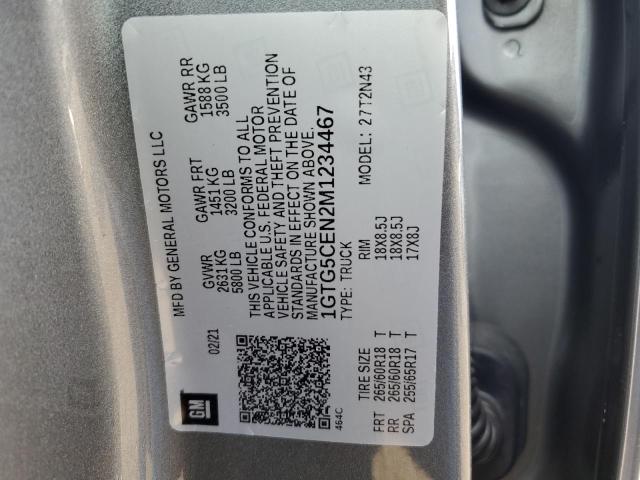 MFD BY GENERAL MOTORS LLC
02/21
GVWR GAWR FRT GAWR RR
2631 KG 1451 KG 1588 KG
5800 LB 3200 LB 3500 LB
THIS VEHICLE CONFORMS TO ALL
APPLICABLE U.S. FEDERAL MOTOR
VEHICLE SAFETY AND THEFT PREVENTION
STANDARDS IN EFFECT ON THE DATE OF
MANUFACTURE SHOWN ABOVE.
1GTG5CEN2M1234467
TYPE: TRUCK MODEL: 27T2N43
GM
464C
TIRE SIZE RIM
FRT 265/60R18 T 18X8.5J
RR 265/60R18 T 18X8.5J
SPA 255/65R17 T 17X8J